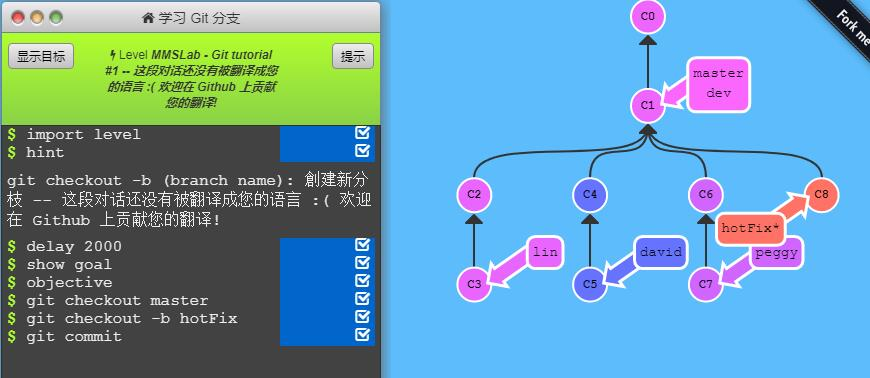 学习 Git 分支
显示目标
Level MMSLab - Git tutorial
#1 -- 这段对话还没有被翻译成您
的语言 :( 欢迎在 Github 上贡献
您的翻译!
提示
$ import level
$ hint
git checkout -b (branch name): 創建新分
枝 -- 这段对话还没有被翻译成您的语言 :( 欢迎
在 Github 上贡献您的翻译!
$ delay 2000
$ show goal
$ objective
$ git checkout master
$ git checkout -b hotFix
$ git commit
C0
master
dev
C1
C2
C4
C6
C8
hotFix*
lin
david
peggy
C3
C5
C7
Fork me